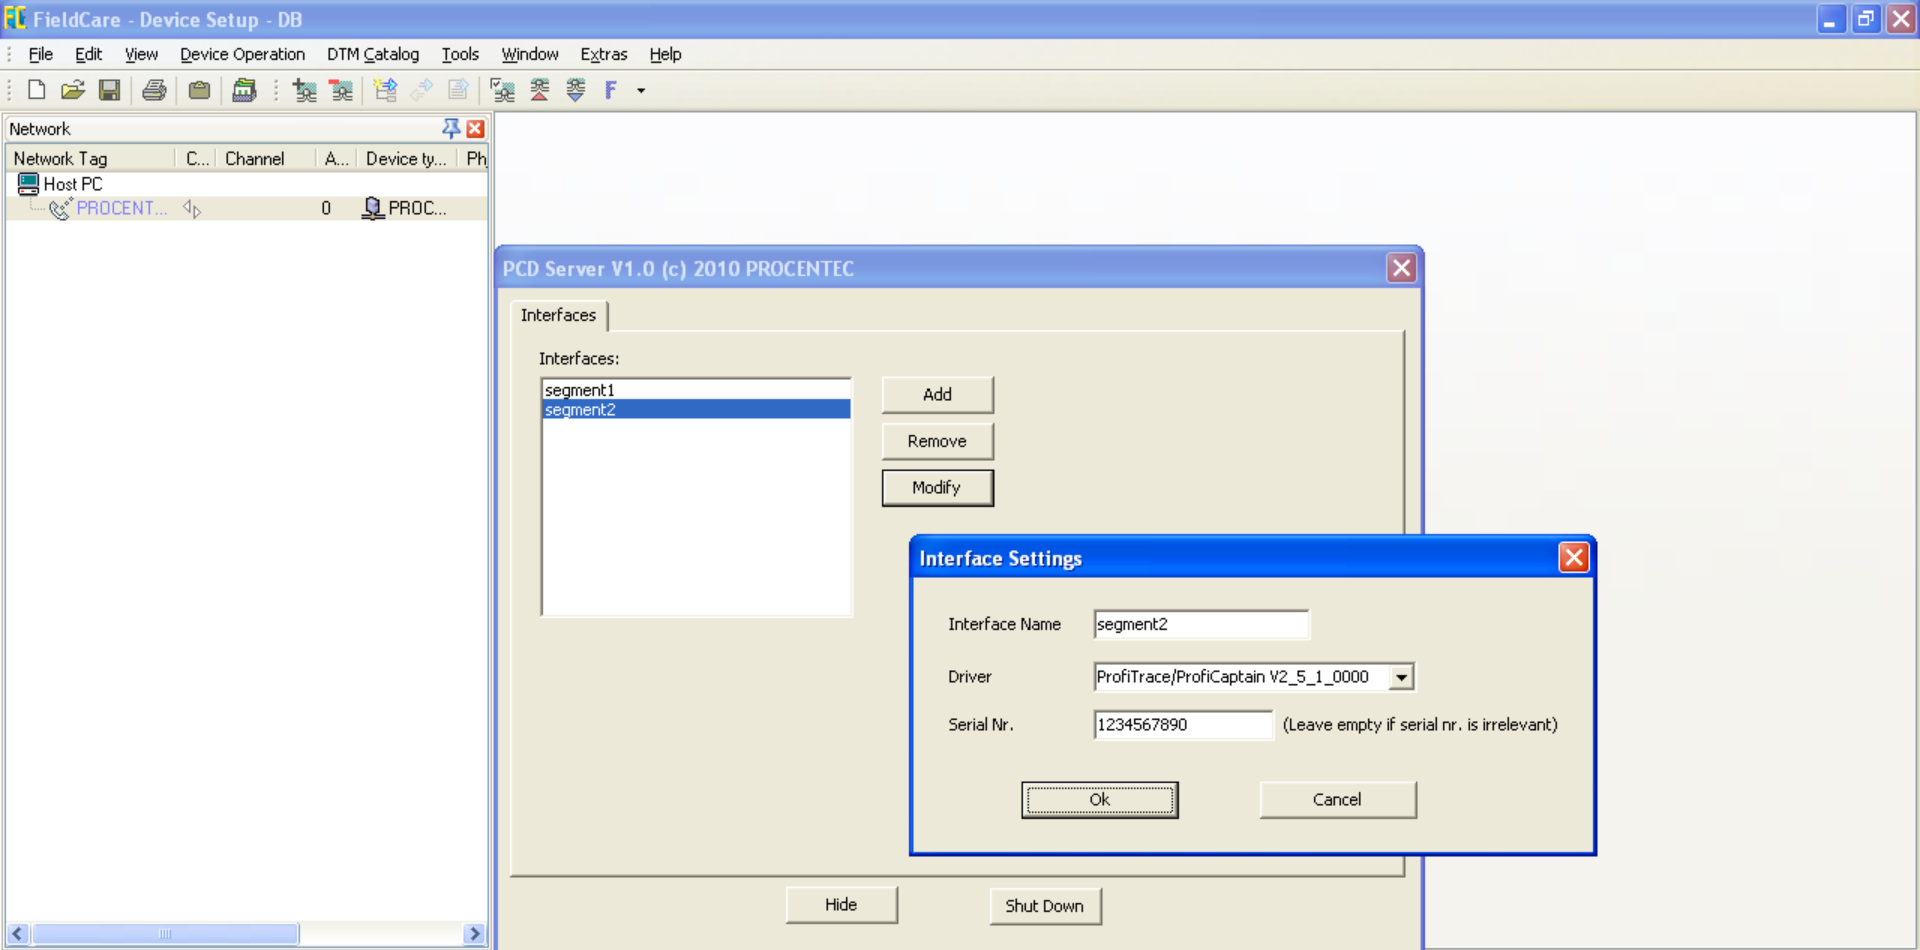 FieldCare - Device Setup - DB
File Edit View Device Operation DTM Catalog Tools Window Extras Help
F
Network
Network Tag C... Channel A... Device ty... Ph
Host PC
PROCENT... 0 PROC...
PCD Server V1.0 (c) 2010 PROCENTEC
Interfaces
Interfaces:
segment1
segment2
Add
Remove
Modify
Interface Settings
Interface Name segment2
Driver ProfiTrace/ProfiCaptain V2_5_1_0000
Serial Nr. 1234567890 (Leave empty if serial nr. is irrelevant)
Ok Cancel
Hide Shut Down